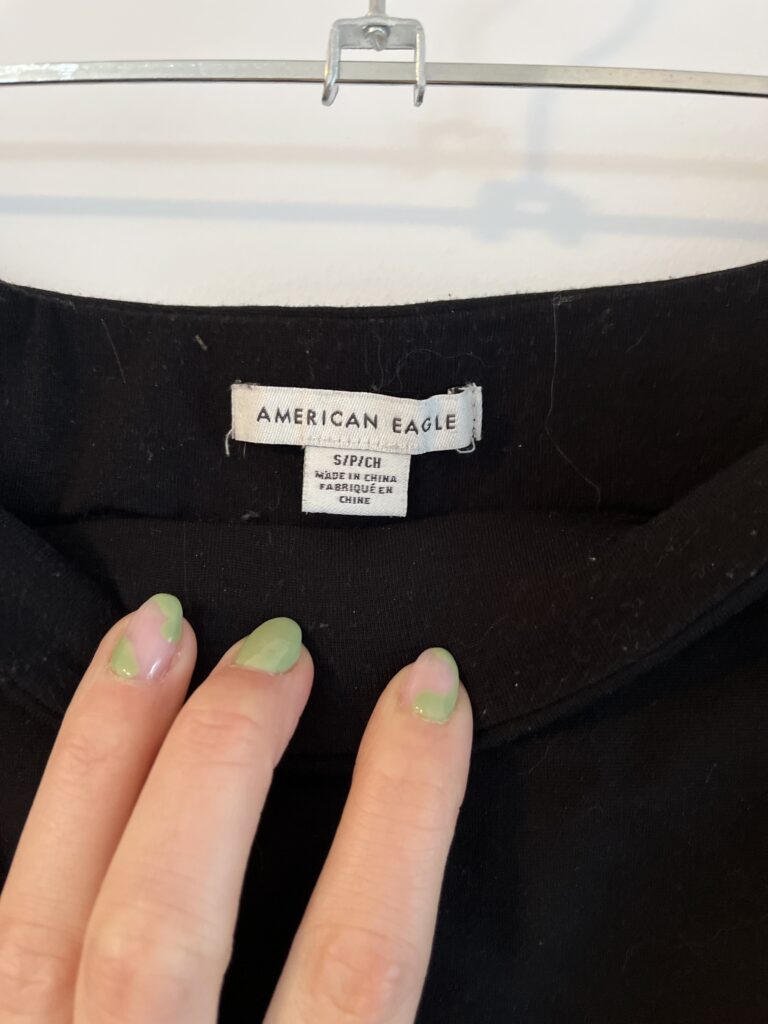 AMERICAN EAGLE
S/P/CH
MADE IN CHINA
FABRIQUÉ EN
CHINE